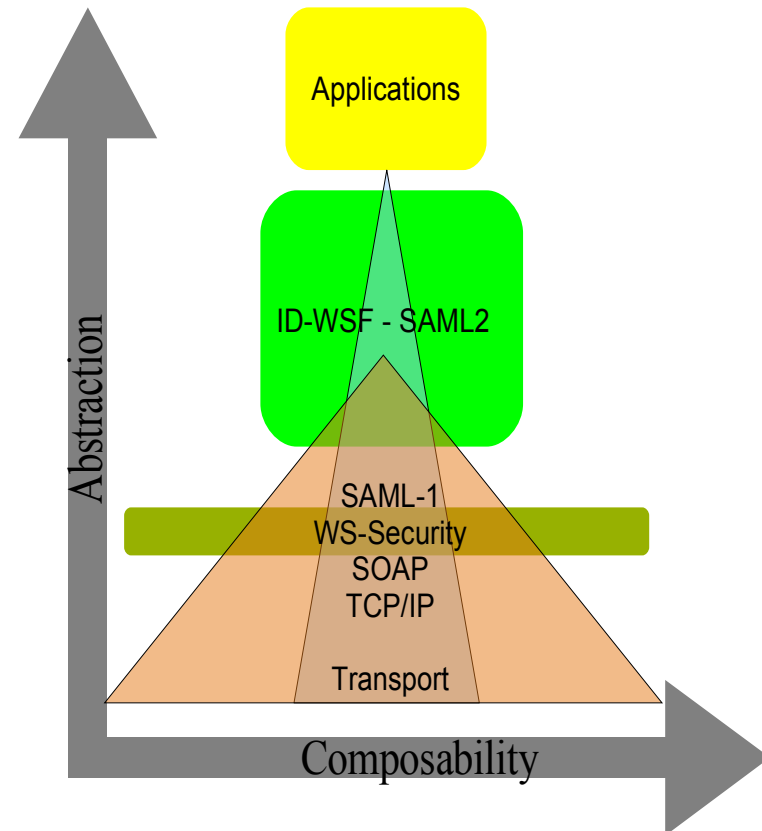 Applications
ID-WSF - SAML2
Abstraction
SAML-1
WS-Security
SOAP
TCP/IP
Transport
Composability